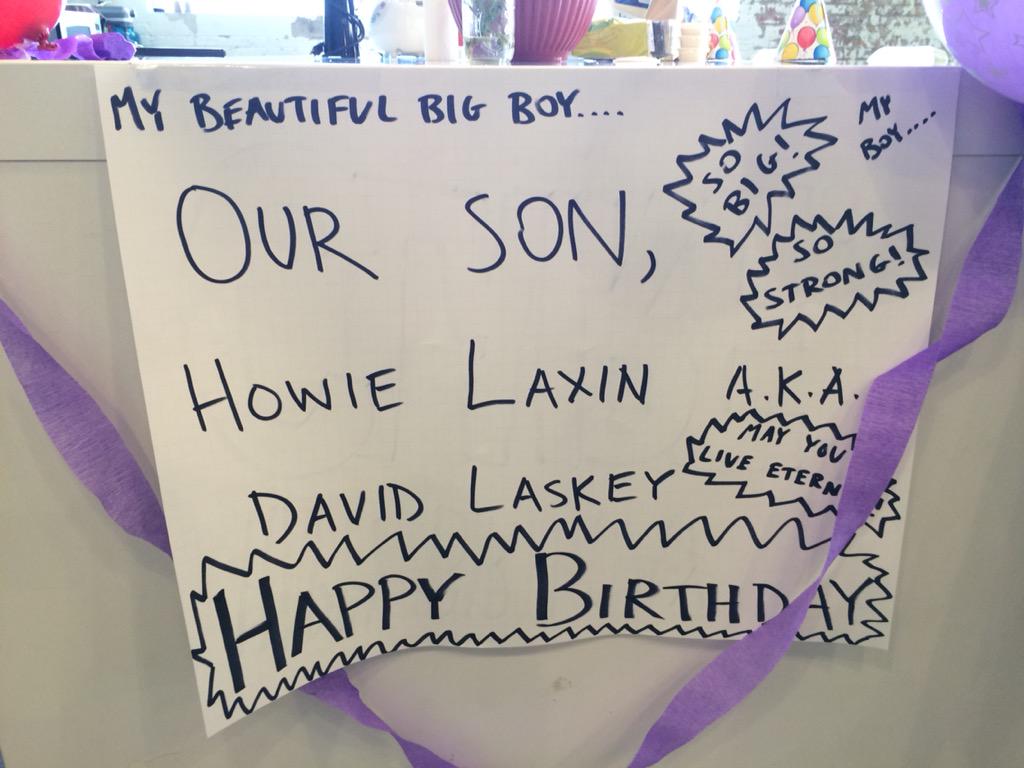 MY BEAUTIFUL BIG BOY....
MY
BOY....
SO
BIG!
OUR SON,
SO
STRONG!
HOWIE LAXIN A.K.A.
MAY YOU
LIVE
DAVID LASKEY
HAPPY BIRTHDAY